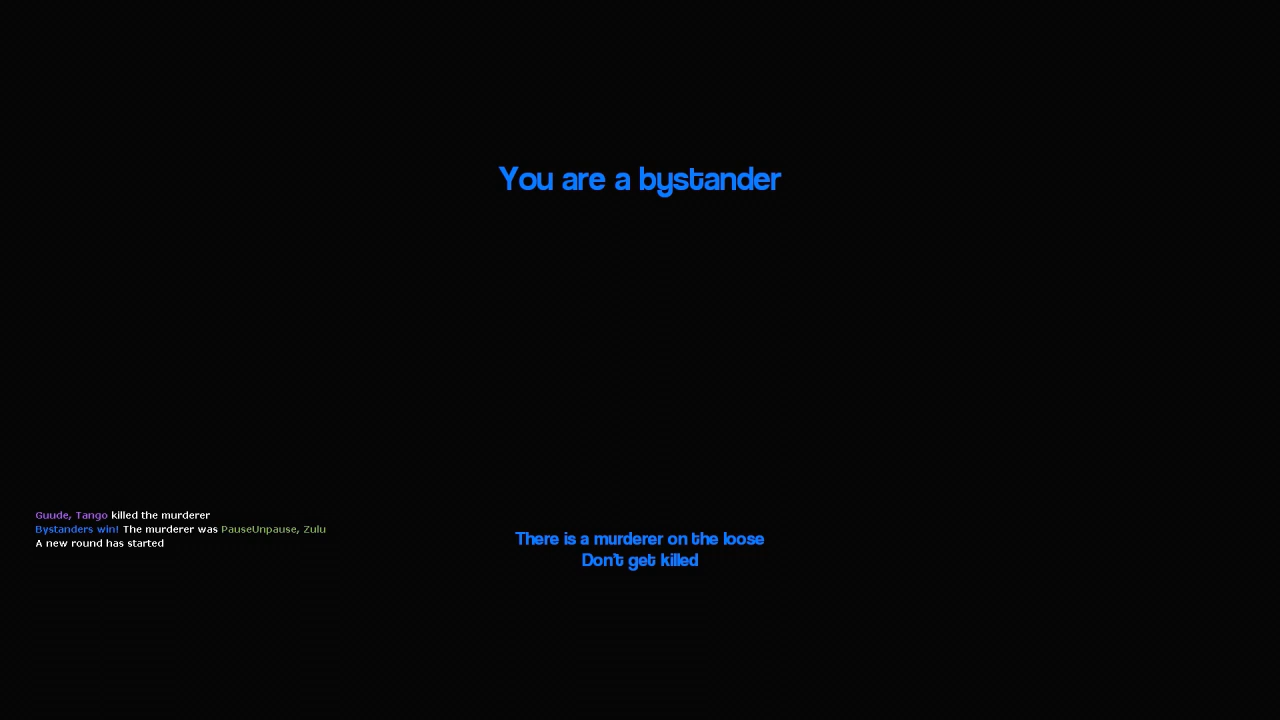 You are a bystander
Guude, Tango killed the murderer
Bystanders win! The murderer was PauseUnpause, Zulu
A new round has started
There is a murderer on the loose
Don't get killed